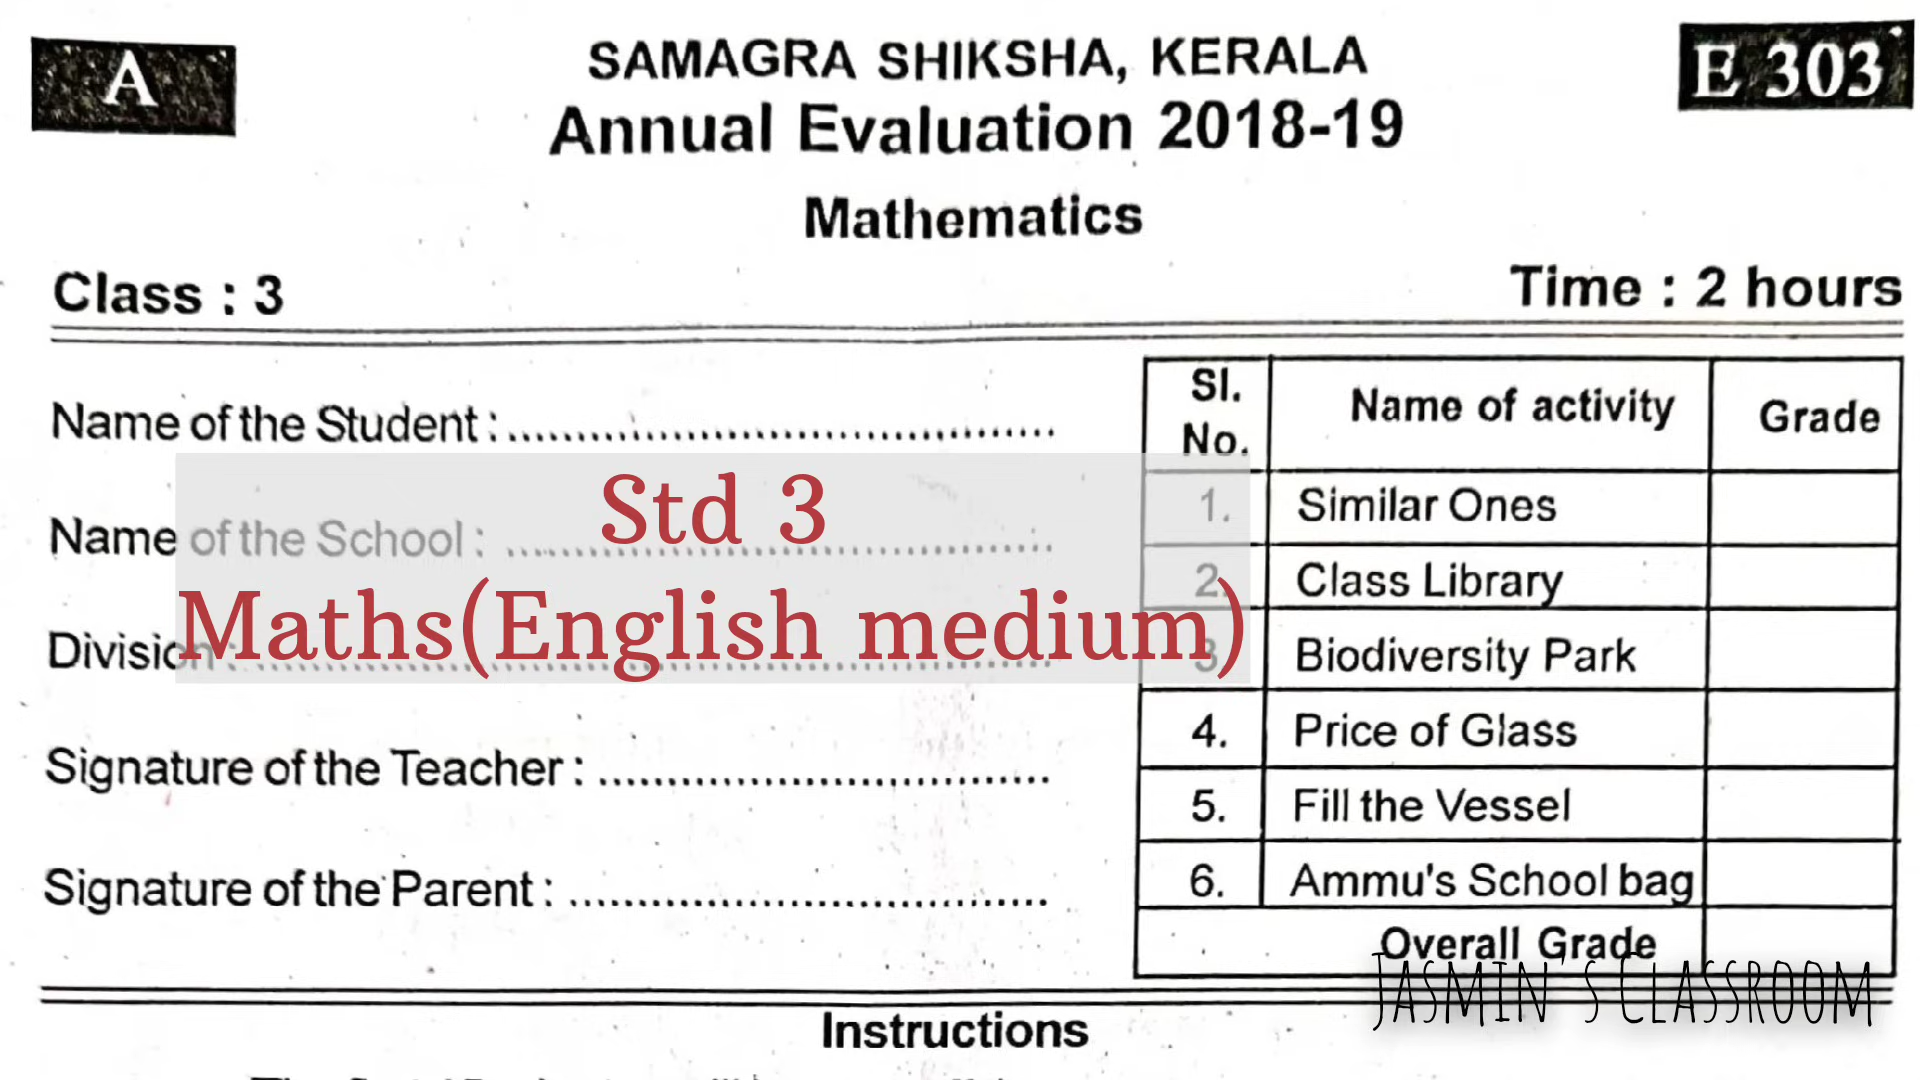 A
SAMAGRA SHIKSHA, KERALA
E 303
Annual Evaluation 2018-19
Mathematics
Class : 3
Time : 2 hours
Name of the Student :
Name of the School :
Division :
Signature of the Teacher :
Signature of the Parent :
Std 3
Maths(English medium)
Sl. No. Name of activity Grade
1. Similar Ones
2. Class Library
3. Biodiversity Park
4. Price of Glass
5. Fill the Vessel
6. Ammu's School bag
Overall Grade
JASMIN'S CLASSROOM
Instructions